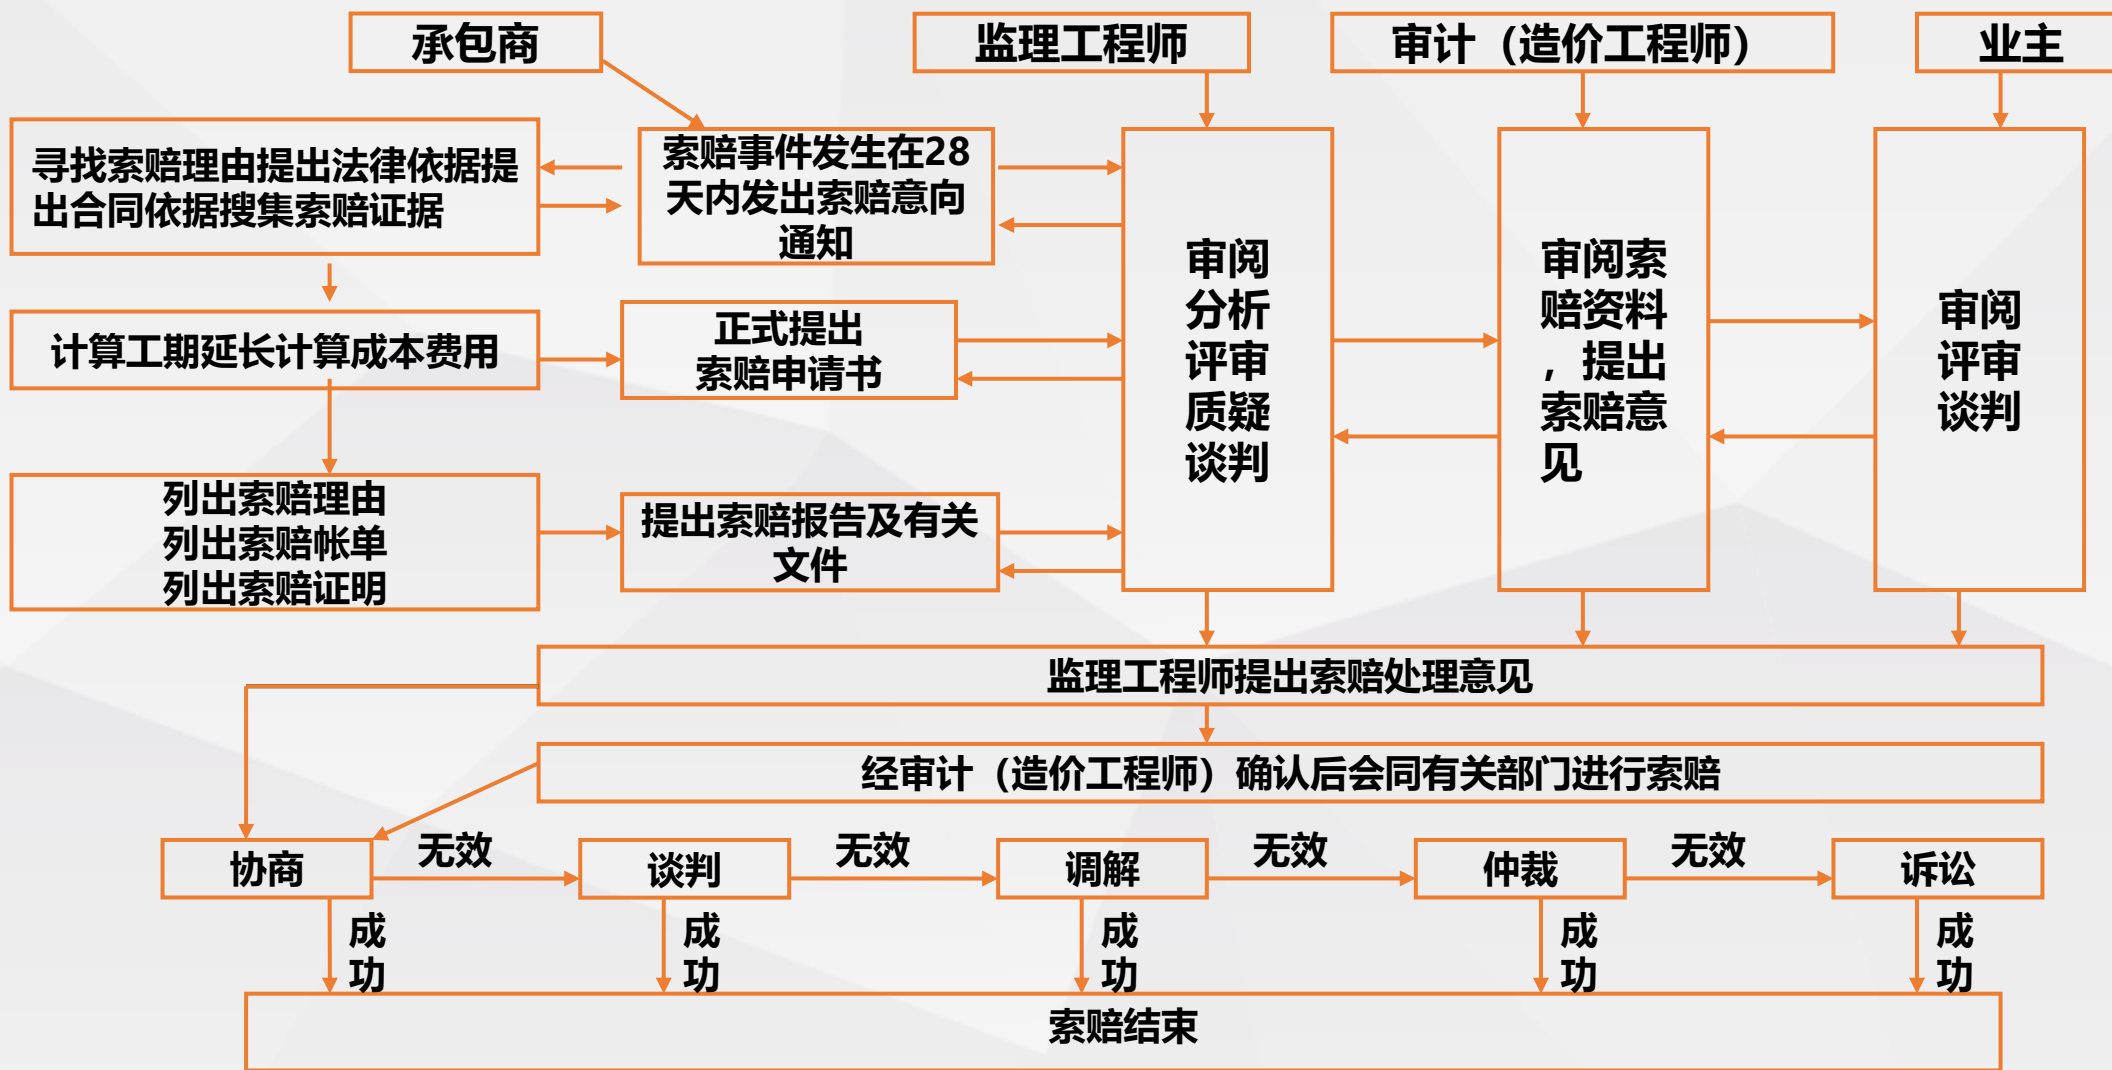 承包商
监理工程师
审计（造价工程师）
业主
寻找索赔理由提出法律依据提
出合同依据搜集索赔证据
索赔事件发生在28
天内发出索赔意向
通知
计算工期延长计算成本费用
正式提出
索赔申请书
列出索赔理由
列出索赔帐单
列出索赔证明
提出索赔报告及有关
文件
审阅
分析
评审
质疑
谈判
审阅索
赔资料
，提出
索赔意
见
审阅
评审
谈判
监理工程师提出索赔处理意见
经审计（造价工程师）确认后会同有关部门进行索赔
协商
无效
谈判
无效
调解
无效
仲裁
无效
诉讼
成
功
成
功
成
功
成
功
成
功
索赔结束